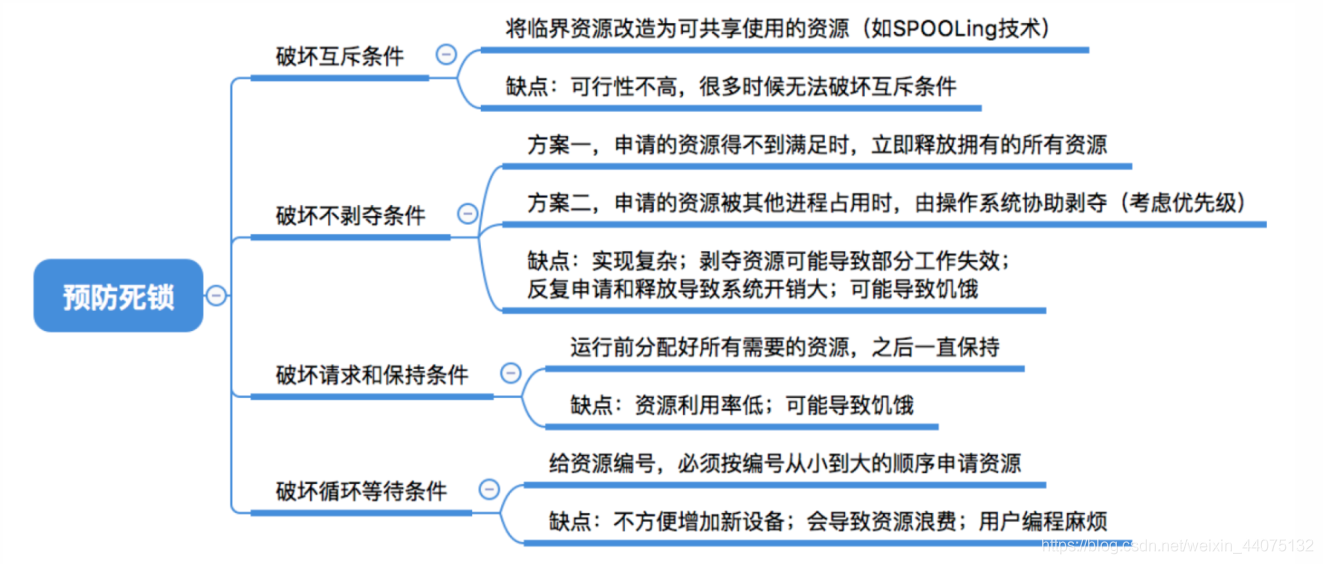 将临界资源改造为可共享使用的资源（如SPOOLing技术）
破坏互斥条件
缺点：可行性不高，很多时候无法破坏互斥条件
方案一，申请的资源得不到满足时，立即释放拥有的所有资源
方案二，申请的资源被其他进程占用时，由操作系统协助剥夺（考虑优先级）
破坏不剥夺条件
缺点：实现复杂；剥夺资源可能导致部分工作失效；
反复申请和释放导致系统开销大；可能导致饥饿
预防死锁
运行前分配好所有需要的资源，之后一直保持
破坏请求和保持条件
缺点：资源利用率低；可能导致饥饿
给资源编号，必须按编号从小到大的顺序申请资源
破坏循环等待条件
缺点：不方便增加新设备；会导致资源浪费；用户编程麻烦
https://blog.csdn.net/weixin_44075132